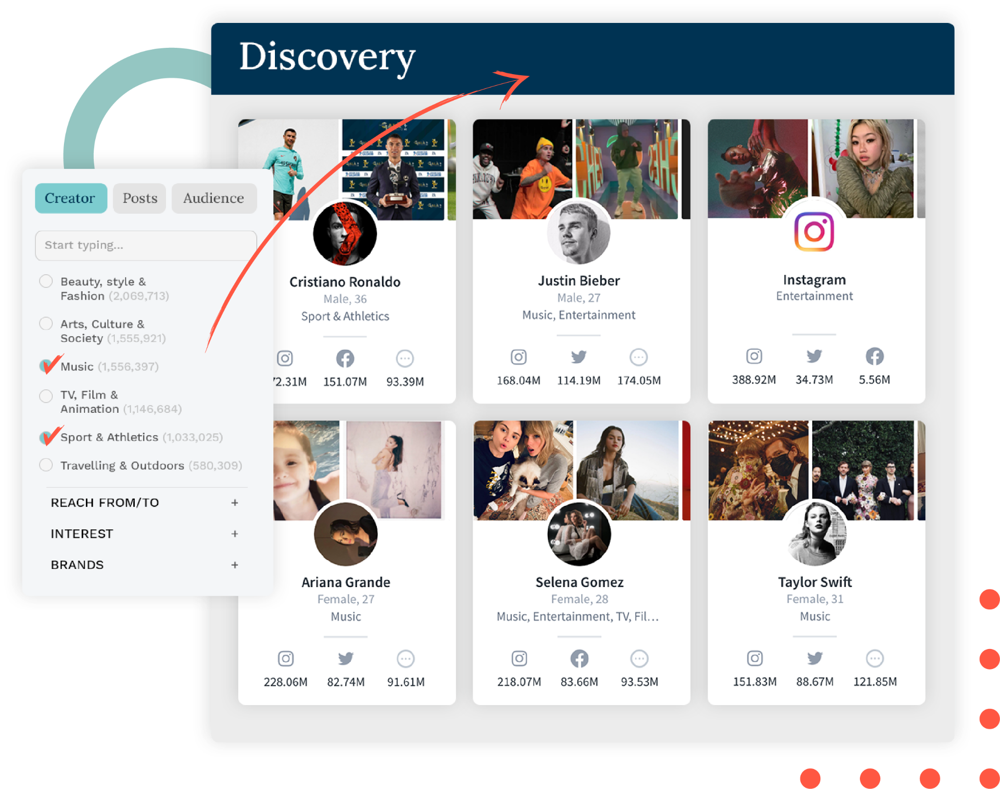 Discovery
Creator
Posts
Audience
Start typing...
Beauty, style &
Fashion (2,069,713)
Arts, Culture &
Society (1,555,921)
Music (1,556,397)
TV, Film &
Animation (1,146,684)
Sport & Athletics (1,033,025)
Travelling & Outdoors (580,309)
REACH FROM/TO +
INTEREST +
BRANDS +
Cristiano Ronaldo
Male, 36
Sport & Athletics
72.31M 151.07M 93.39M
Justin Bieber
Male, 27
Music, Entertainment
168.04M 114.19M 174.05M
Instagram
Entertainment
388.92M 34.73M 5.56M
Ariana Grande
Female, 27
Music
228.06M 82.74M 91.61M
Selena Gomez
Female, 28
Music, Entertainment, TV, Fil...
218.07M 83.66M 93.53M
Taylor Swift
Female, 31
Music
151.83M 88.67M 121.85M